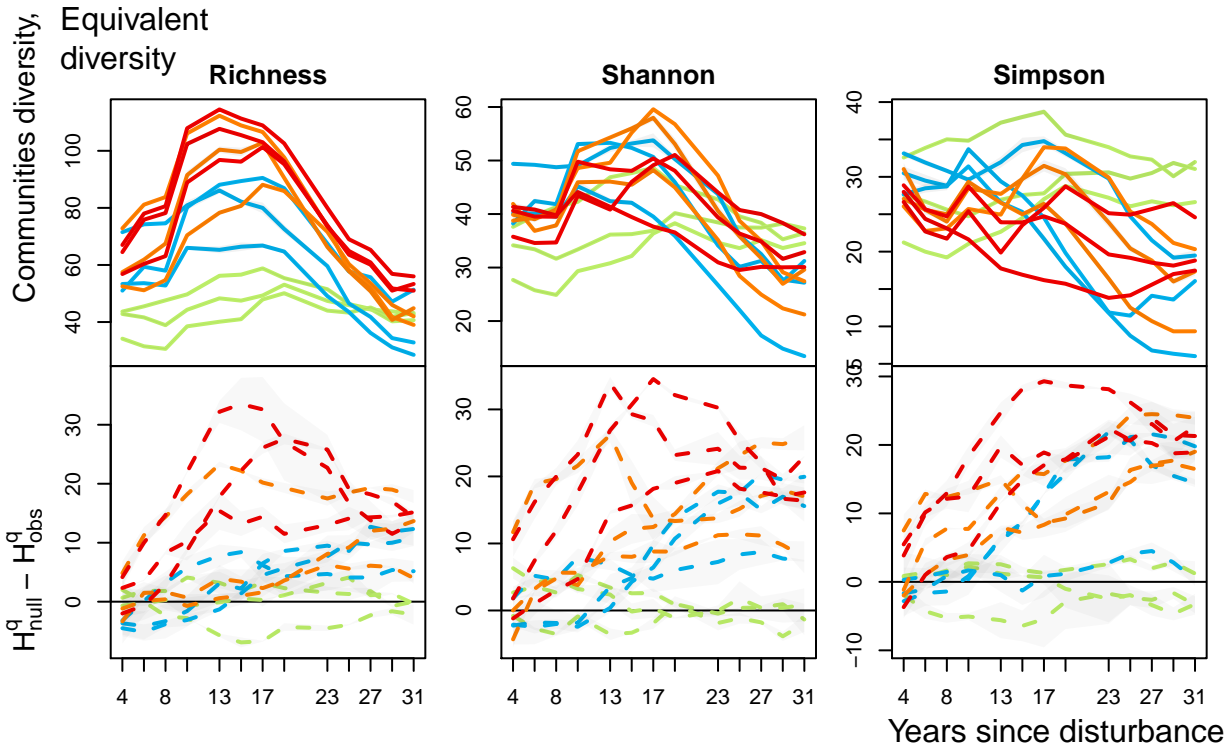 Equivalent
diversity
Communities diversity,
Richness
Shannon
Simpson
40 60 80 100
20 30 40 50 60
5 10 20 30 40
H^q_null − H^q_obs
0 10 20 30
0 10 20 30
−10 0 10 20 30
4 8 13 17 23 27 31
4 8 13 17 23 27 31
4 8 13 17 23 27 31
Years since disturbance